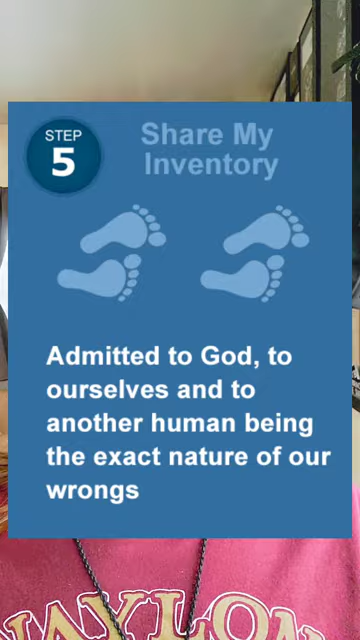 STEP
5
Share My
Inventory
Admitted to God, to
ourselves and to
another human being
the exact nature of our
wrongs